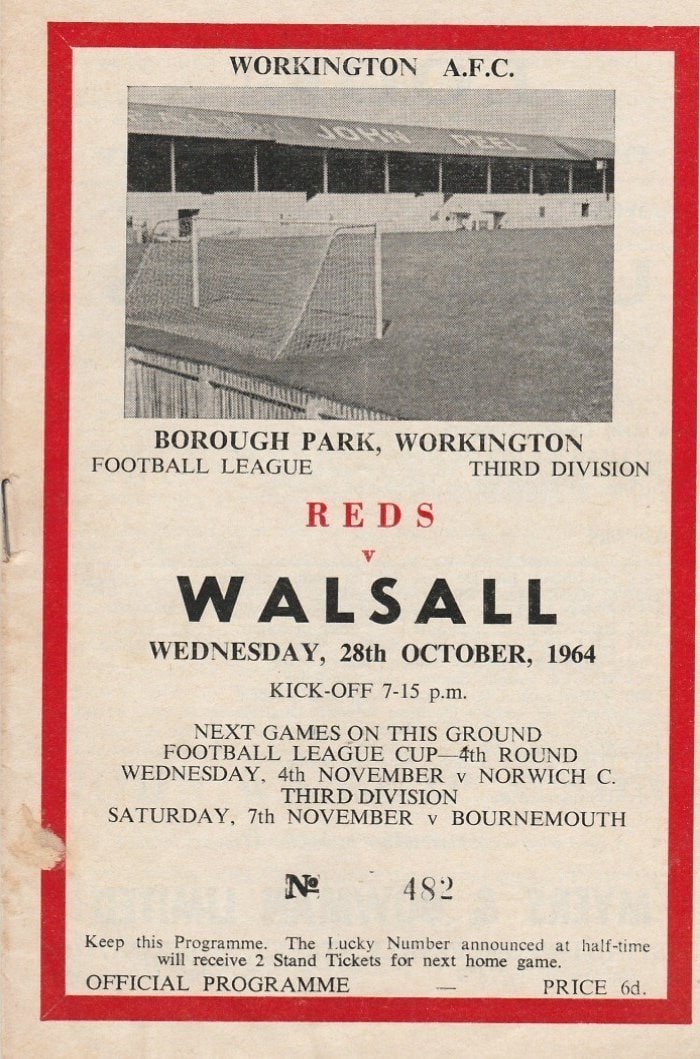 WORKINGTON A.F.C.
JOHN PEEL
BOROUGH PARK, WORKINGTON
FOOTBALL LEAGUE THIRD DIVISION
REDS
v
WALSALL
WEDNESDAY, 28th OCTOBER, 1964
KICK-OFF 7-15 p.m.
NEXT GAMES ON THIS GROUND
FOOTBALL LEAGUE CUP—4th ROUND
WEDNESDAY, 4th NOVEMBER v NORWICH C.
THIRD DIVISION
SATURDAY, 7th NOVEMBER v BOURNEMOUTH
Nº 482
Keep this Programme. The Lucky Number announced at half-time
will receive 2 Stand Tickets for next home game.
OFFICIAL PROGRAMME — PRICE 6d.